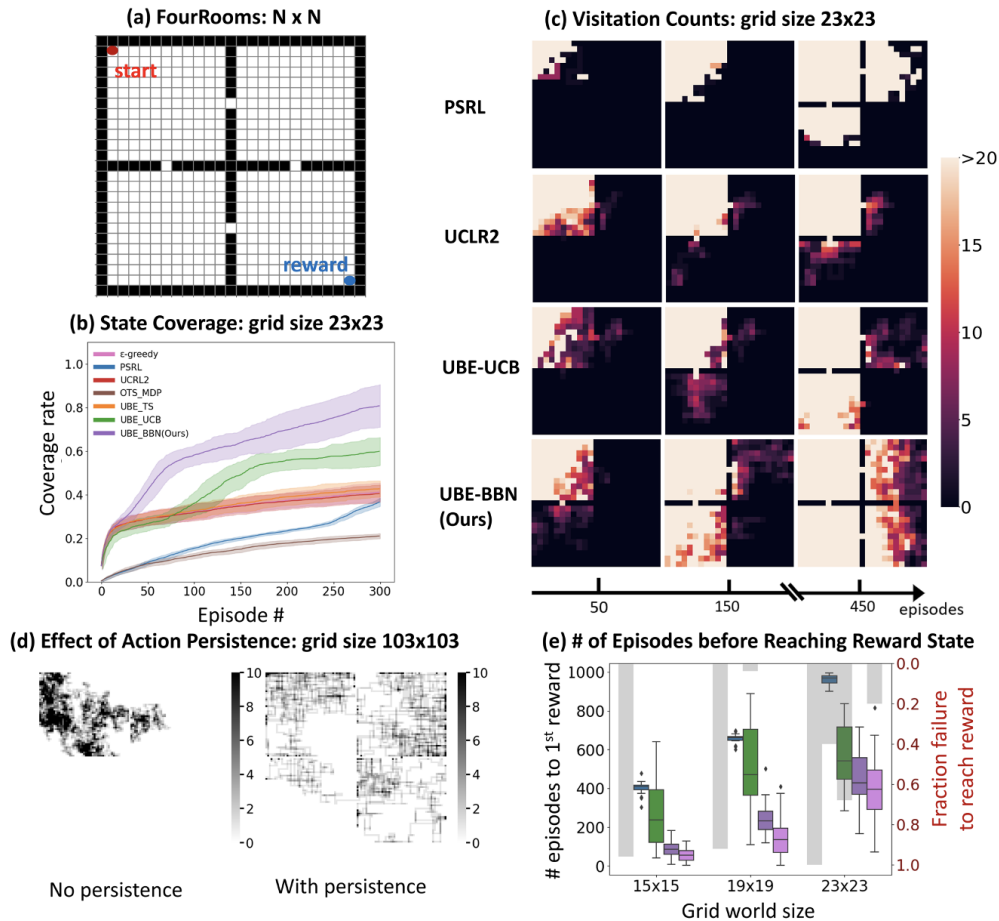 (a) FourRooms: N x N
start
reward
(b) State Coverage: grid size 23x23
Coverage rate
1.0
0.8
0.6
0.4
0.2
0.0
ε-greedy
PSRL
UCRL2
OTS_MDP
UBE_TS
UBE_UCB
UBE_BBN(Ours)
0 50 100 150 200 250 300
Episode #
(c) Visitation Counts: grid size 23x23
PSRL
UCLR2
UBE-UCB
UBE-BBN
(Ours)
>20
15
10
5
0
50 150 450 episodes
(d) Effect of Action Persistence: grid size 103x103
10
8
6
4
2
0
10
8
6
4
2
0
No persistence
With persistence
(e) # of Episodes before Reaching Reward State
# episodes to 1st reward
1000
800
600
400
200
0
0.0
0.2
0.4
0.6
0.8
1.0
Fraction failure
to reach reward
15x15 19x19 23x23
Grid world size